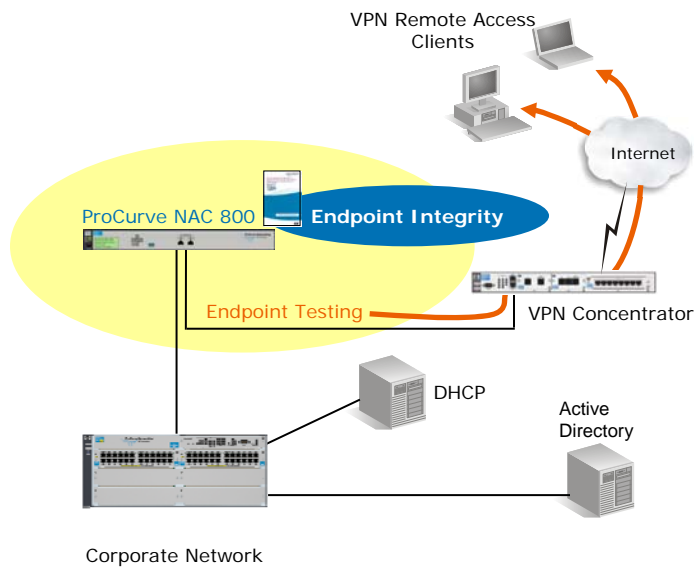 VPN Remote Access
Clients
Internet
ProCurve NAC 800
Endpoint Integrity
Endpoint Testing
VPN Concentrator
DHCP
Active
Directory
Corporate Network